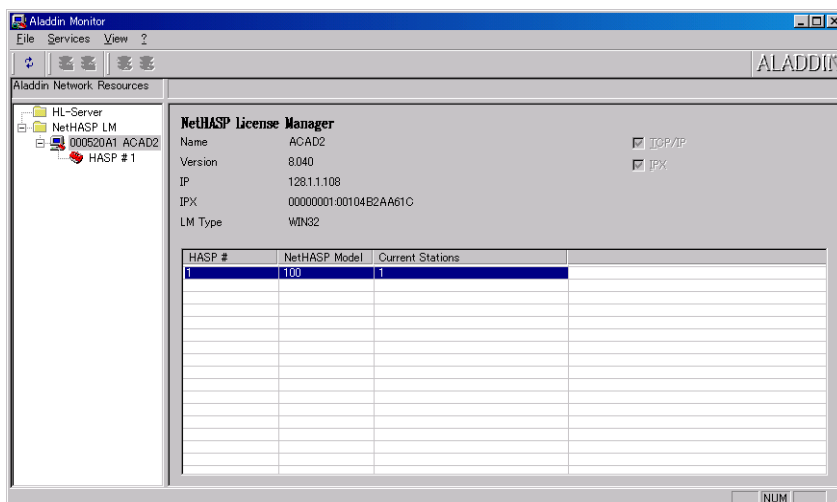 Aladdin Monitor
File Services View ?
ALADDIN
Aladdin Network Resources
HL-Server
NetHASP LM
000520A1 ACAD2
HASP # 1
NetHASP License Manager
Name ACAD2
Version 8.040
IP 128.1.1.108
IPX 00000001:00104B2AA61C
LM Type WIN32
TCP/IP
IPX
HASP # NetHASP Model Current Stations
1 100 1
NUM